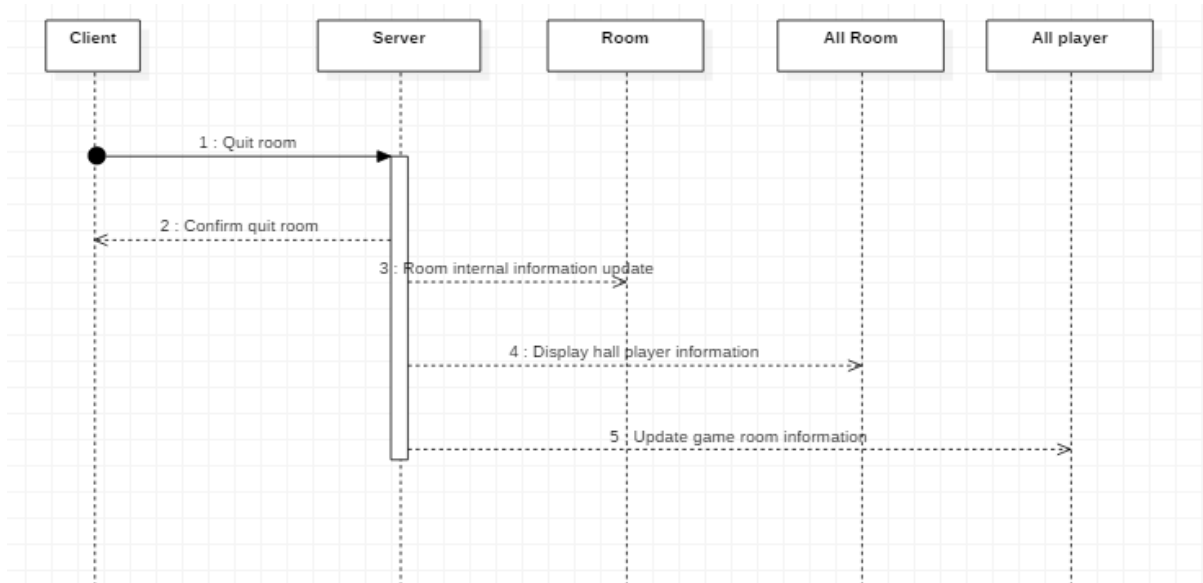 Client
Server
Room
All Room
All player
1 : Quit room
2 : Confirm quit room
3 : Room internal information update
4 : Display hall player information
5 : Update game room information